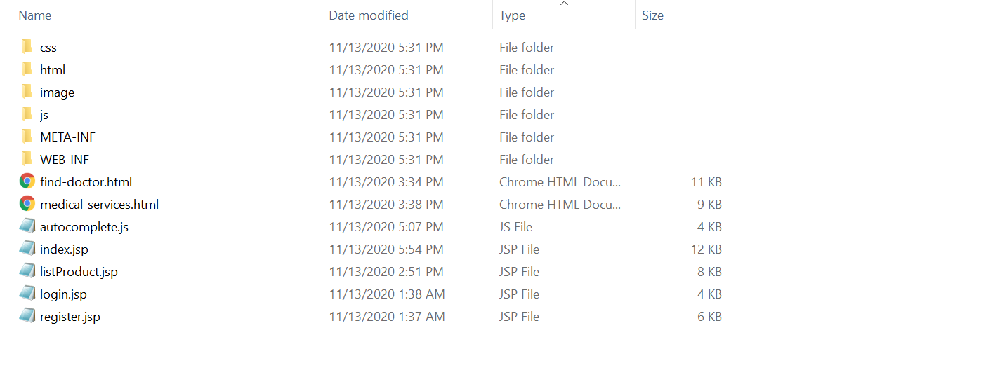 Name Date modified Type Size
css 11/13/2020 5:31 PM File folder
html 11/13/2020 5:31 PM File folder
image 11/13/2020 5:31 PM File folder
js 11/13/2020 5:31 PM File folder
META-INF 11/13/2020 5:31 PM File folder
WEB-INF 11/13/2020 5:31 PM File folder
find-doctor.html 11/13/2020 3:34 PM Chrome HTML Docu... 11 KB
medical-services.html 11/13/2020 3:38 PM Chrome HTML Docu... 9 KB
autocomplete.js 11/13/2020 5:07 PM JS File 4 KB
index.jsp 11/13/2020 5:54 PM JSP File 12 KB
listProduct.jsp 11/13/2020 2:51 PM JSP File 8 KB
login.jsp 11/13/2020 1:38 AM JSP File 4 KB
register.jsp 11/13/2020 1:37 AM JSP File 6 KB